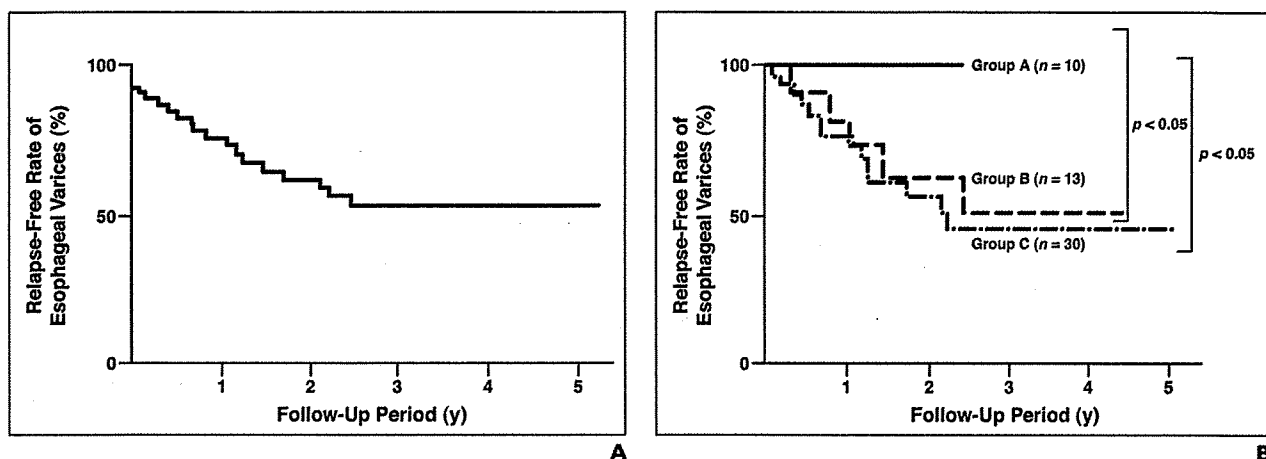 Relapse-Free Rate of
Esophageal Varices (%)
100
50
0
1 2 3 4 5
Follow-Up Period (y)
A
Relapse-Free Rate of
Esophageal Varices (%)
100
50
0
Group A (n = 10)
Group B (n = 13)
Group C (n = 30)
p < 0.05
p < 0.05
1 2 3 4 5
Follow-Up Period (y)
B